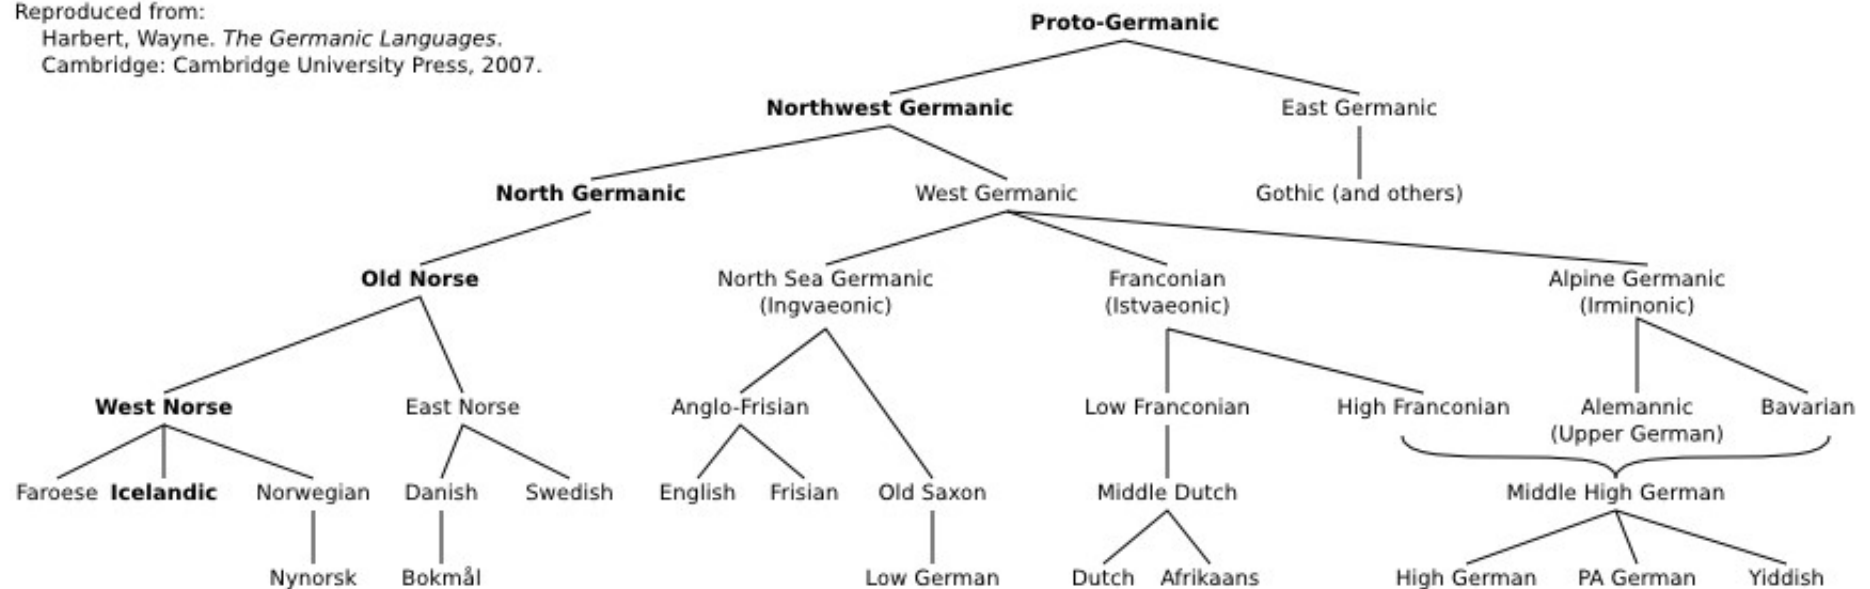 Reproduced from:
Harbert, Wayne. The Germanic Languages.
Cambridge: Cambridge University Press, 2007.
Proto-Germanic
Northwest Germanic East Germanic
North Germanic West Germanic Gothic (and others)
Old Norse North Sea Germanic Franconian Alpine Germanic
(Ingvaeonic) (Istvaeonic) (Irminonic)
West Norse East Norse Anglo-Frisian Low Franconian High Franconian Alemannic Bavarian
(Upper German)
Faroese Icelandic Norwegian Danish Swedish English Frisian Old Saxon Middle Dutch Middle High German
Nynorsk Bokmål Low German Dutch Afrikaans High German PA German Yiddish